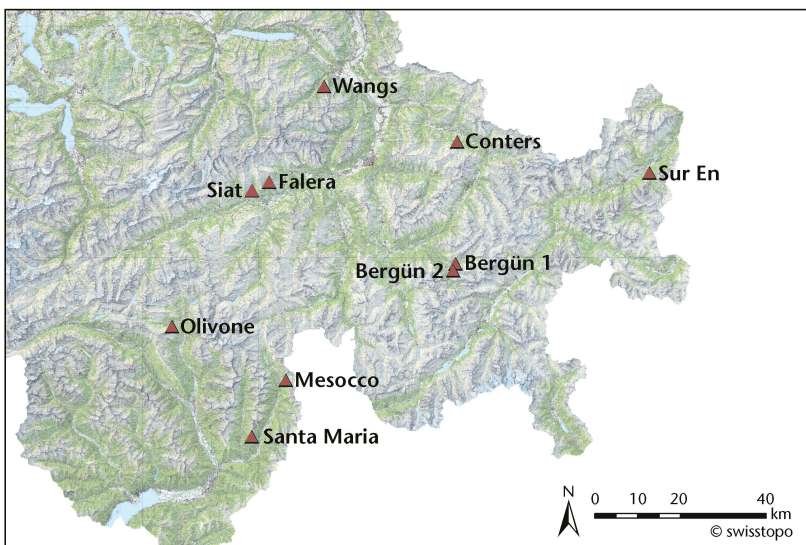 Wangs
Conters
Sur En
Falera
Siat
Bergün 1
Bergün 2
Olivone
Mesocco
Santa Maria
N
0 10 20 40
km
© swisstopo